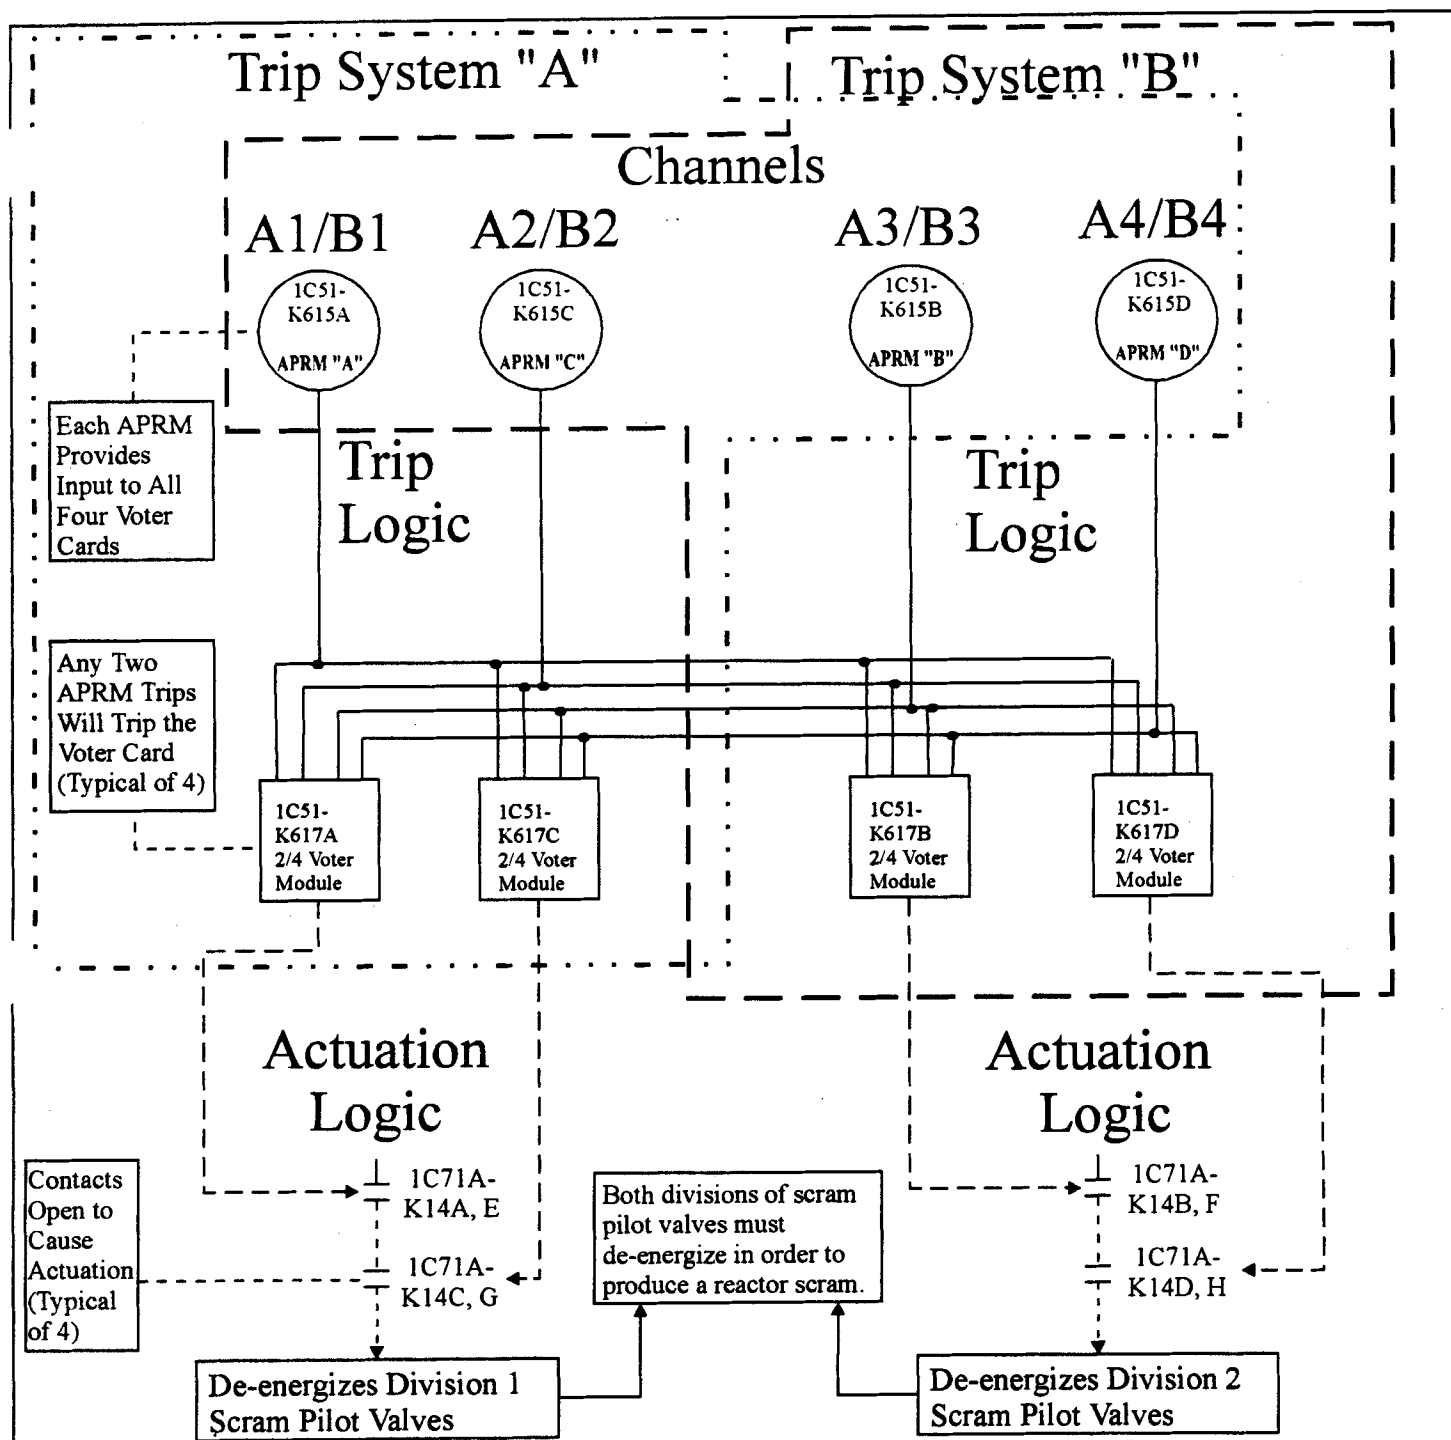 Trip System "A"
Trip System "B"
Channels
A1/B1
A2/B2
A3/B3
A4/B4
1C51-
K615A
APRM "A"
1C51-
K615C
APRM "C"
1C51-
K615B
APRM "B"
1C51-
K615D
APRM "D"
Each APRM
Provides
Input to All
Four Voter
Cards
Trip
Logic
Trip
Logic
Any Two
APRM Trips
Will Trip the
Voter Card
(Typical of 4)
1C51-
K617A
2/4 Voter
Module
1C51-
K617C
2/4 Voter
Module
1C51-
K617B
2/4 Voter
Module
1C51-
K617D
2/4 Voter
Module
Actuation
Logic
Actuation
Logic
Contacts
Open to
Cause
Actuation
(Typical
of 4)
1C71A-
K14A, E
1C71A-
K14C, G
Both divisions of scram
pilot valves must
de-energize in order to
produce a reactor scram.
1C71A-
K14B, F
1C71A-
K14D, H
De-energizes Division 1
Scram Pilot Valves
De-energizes Division 2
Scram Pilot Valves